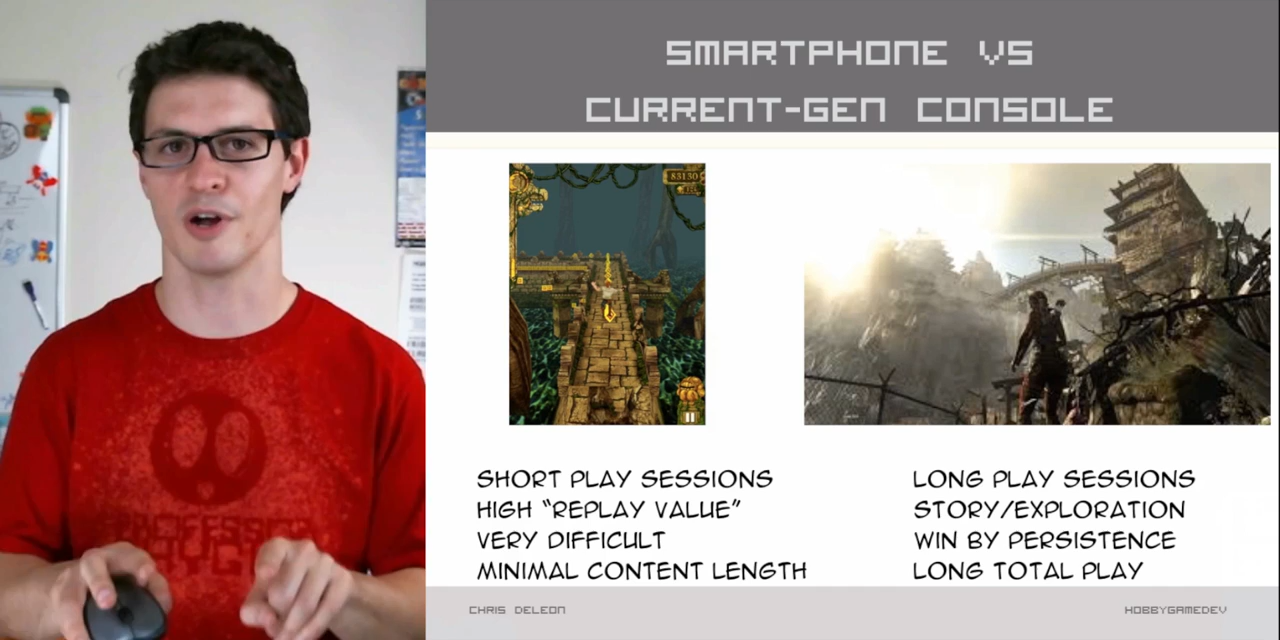 SMARTPHONE VS
CURRENT-GEN CONSOLE
83130
SHORT PLAY SESSIONS
HIGH "REPLAY VALUE"
VERY DIFFICULT
MINIMAL CONTENT LENGTH
LONG PLAY SESSIONS
STORY/EXPLORATION
WIN BY PERSISTENCE
LONG TOTAL PLAY
CHRIS DELEON
HOBBYGAMEDEV